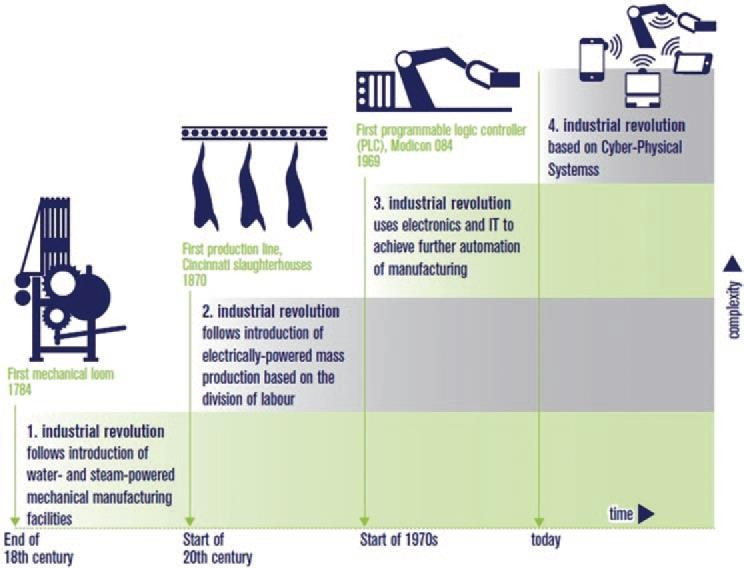 First programmable logic controller
(PLC), Modicon 084
1969
4. industrial revolution
based on Cyber-Physical
Systemss
First production line,
Cincinnati slaughterhouses
1870
3. industrial revolution
uses electronics and IT to
achieve further automation
of manufacturing
First mechanical loom
1784
2. industrial revolution
follows introduction of
electrically-powered mass
production based on the
division of labour
complexity
1. industrial revolution
follows introduction of
water- and steam-powered
mechanical manufacturing
facilities
time
End of
18th century
Start of
20th century
Start of 1970s
today